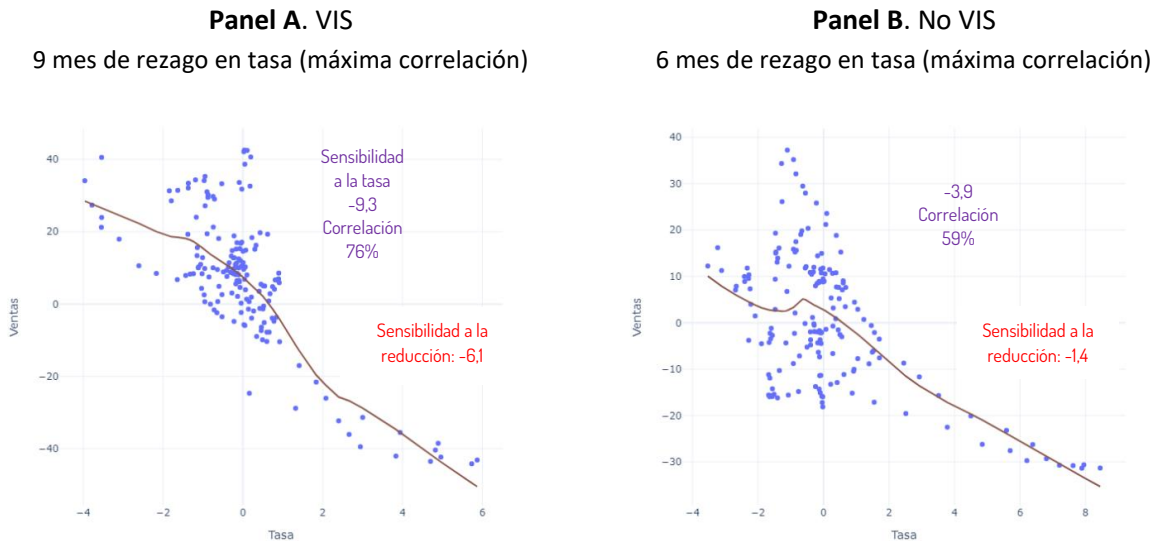 Panel A. VIS
9 mes de rezago en tasa (máxima correlación)
Sensibilidad
a la tasa
-9,3
Correlación
76%
Sensibilidad a la
reducción: -6,1
Ventas
40
20
0
−20
−40
−4
−2
0
2
4
6
Tasa
Panel B. No VIS
6 mes de rezago en tasa (máxima correlación)
-3,9
Correlación
59%
Sensibilidad a la
reducción: -1,4
Ventas
40
30
20
10
0
−10
−20
−30
−4
−2
0
2
4
6
8
Tasa